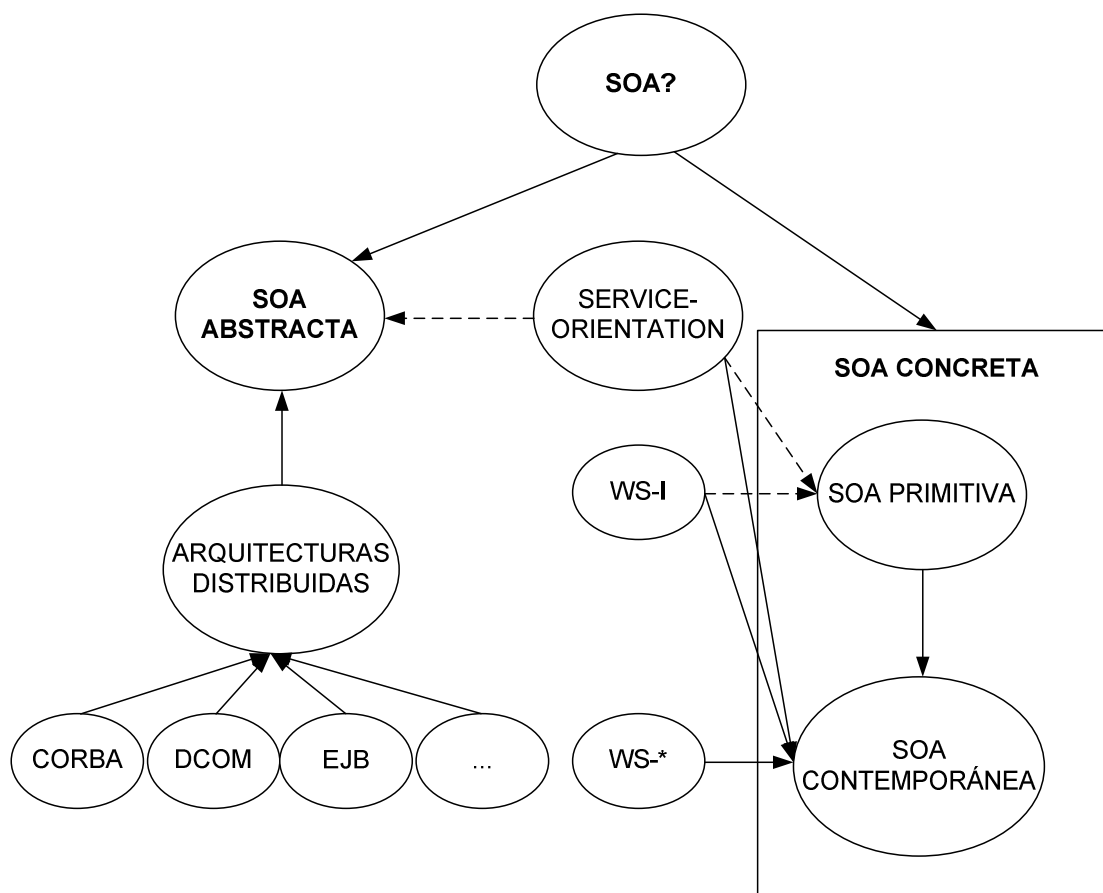 SOA?
SOA
ABSTRACTA
SERVICE-
ORIENTATION
SOA CONCRETA
WS-I
SOA PRIMITIVA
ARQUITECTURAS
DISTRIBUIDAS
CORBA
DCOM
EJB
...
WS-*
SOA
CONTEMPORÁNEA